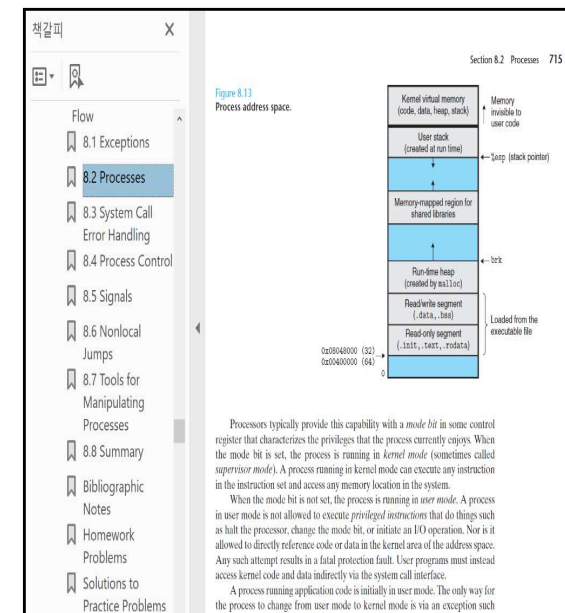 책갈피
Flow
8.1 Exceptions
8.2 Processes
8.3 System Call
Error Handling
8.4 Process Control
8.5 Signals
8.6 Nonlocal
Jumps
8.7 Tools for
Manipulating
Processes
8.8 Summary
Bibliographic
Notes
Homework
Problems
Solutions to
Practice Problems
Section 8.2 Processes 715
Figure 8.13
Process address space.
Kernel virtual memory
(code, data, heap, stack)
Memory
invisible to
user code
User stack
(created at run time)
%esp (stack pointer)
Memory-mapped region for
shared libraries
brk
Run-time heap
(created by malloc)
Read/write segment
(.data,.bss)
Read-only segment
(.init,.text,.rodata)
Loaded from the
executable file
0x08048000 (32)
0x00400000 (64)
0
Processors typically provide this capability with a mode bit in some control
register that characterizes the privileges that the process currently enjoys. When
the mode bit is set, the process is running in kernel mode (sometimes called
supervisor mode). A process running in kernel mode can execute any instruction
in the instruction set and access any memory location in the system.
When the mode bit is not set, the process is running in user mode. A process
in user mode is not allowed to execute privileged instructions that do things such
as halt the processor, change the mode bit, or initiate an I/O operation. Nor is it
allowed to directly reference code or data in the kernel area of the address space.
Any such attempt results in a fatal protection fault. User programs must instead
access kernel code and data indirectly via the system call interface.
A process running application code is initially in user mode. The only way for
the process to change from user mode to kernel mode is via an exception such